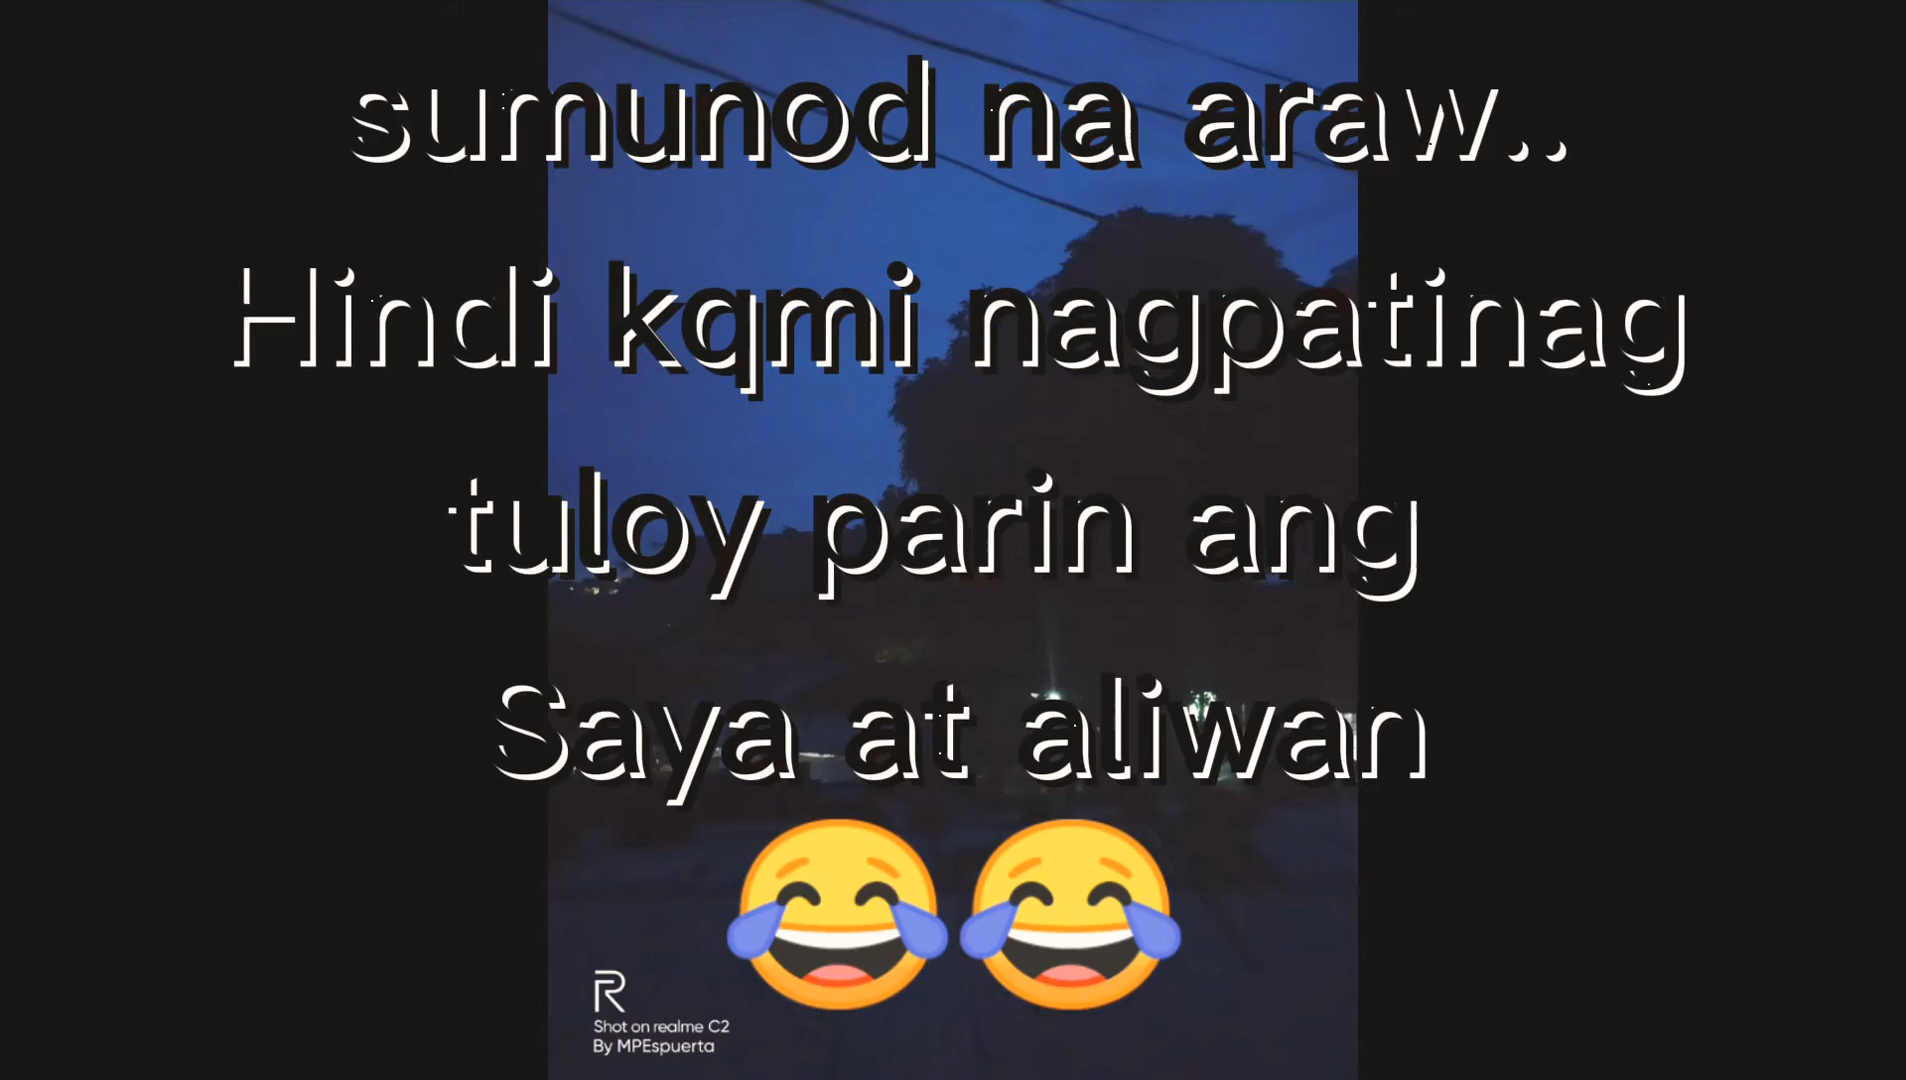 sumunod na araw..
Hindi kqmi nagpatinag
tuloy parin ang
Saya at aliwan
😂😂
R
Shot on realme C2
By MPEspuerta